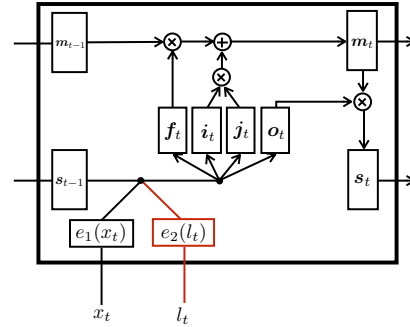 m_{t-1} × + m_t
× ×
f_t i_t j_t o_t
s_{t-1} s_t
e_1(x_t) e_2(l_t)
x_t l_t